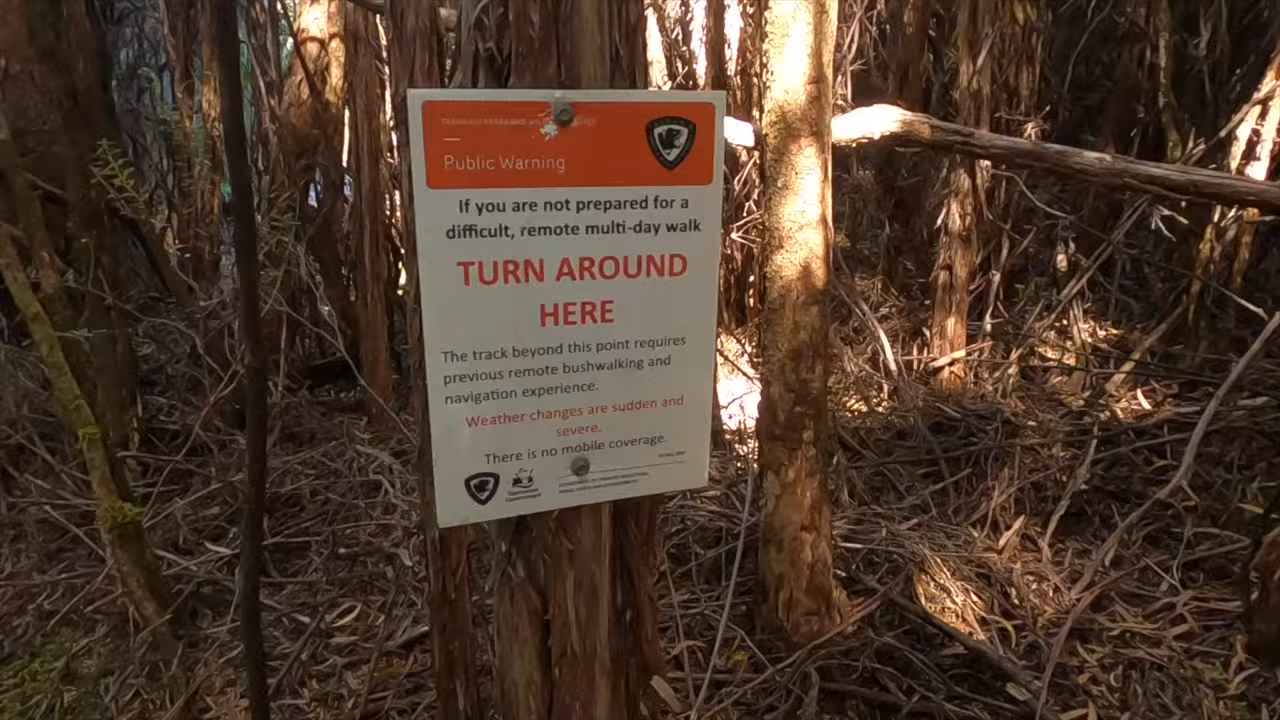 Public Warning
If you are not prepared for a
difficult, remote multi-day walk
TURN AROUND
HERE
The track beyond this point requires
previous remote bushwalking and
navigation experience.
Weather changes are sudden and
severe.
There is no mobile coverage.
Tasmanian
Government